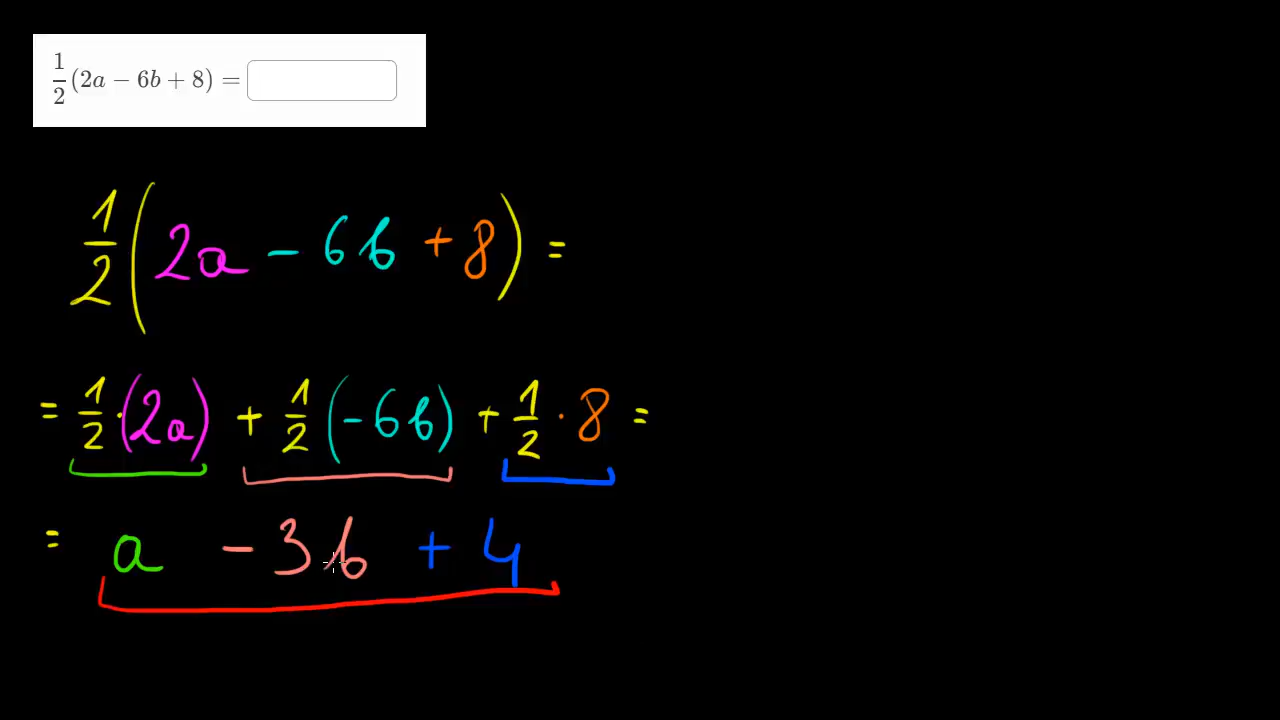 1/2 (2a − 6b + 8) =
1/2 (2a − 6b + 8) =
= 1/2 · (2a) + 1/2 (−6b) + 1/2 · 8 =
= a − 3b + 4